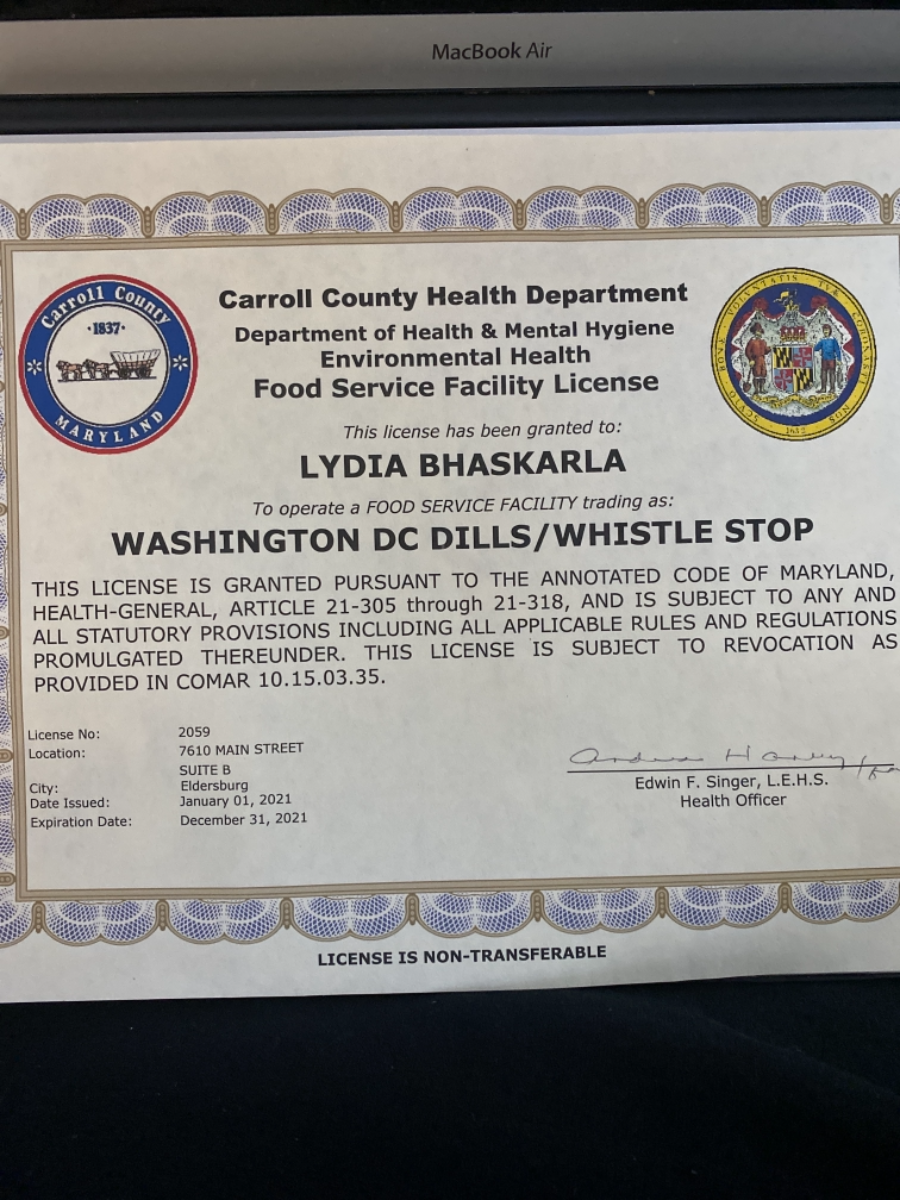 MacBook Air
Carroll County
·1837·
MARYLAND
Carroll County Health Department
Department of Health & Mental Hygiene
Environmental Health
Food Service Facility License
This license has been granted to:
LYDIA BHASKARLA
To operate a FOOD SERVICE FACILITY trading as:
WASHINGTON DC DILLS/WHISTLE STOP
THIS LICENSE IS GRANTED PURSUANT TO THE ANNOTATED CODE OF MARYLAND,
HEALTH-GENERAL, ARTICLE 21-305 through 21-318, AND IS SUBJECT TO ANY AND
ALL STATUTORY PROVISIONS INCLUDING ALL APPLICABLE RULES AND REGULATIONS
PROMULGATED THEREUNDER. THIS LICENSE IS SUBJECT TO REVOCATION AS
PROVIDED IN COMAR 10.15.03.35.
License No: 2059
Location: 7610 MAIN STREET
SUITE B
City: Eldersburg
Date Issued: January 01, 2021
Expiration Date: December 31, 2021
Edwin F. Singer, L.E.H.S.
Health Officer
LICENSE IS NON-TRANSFERABLE